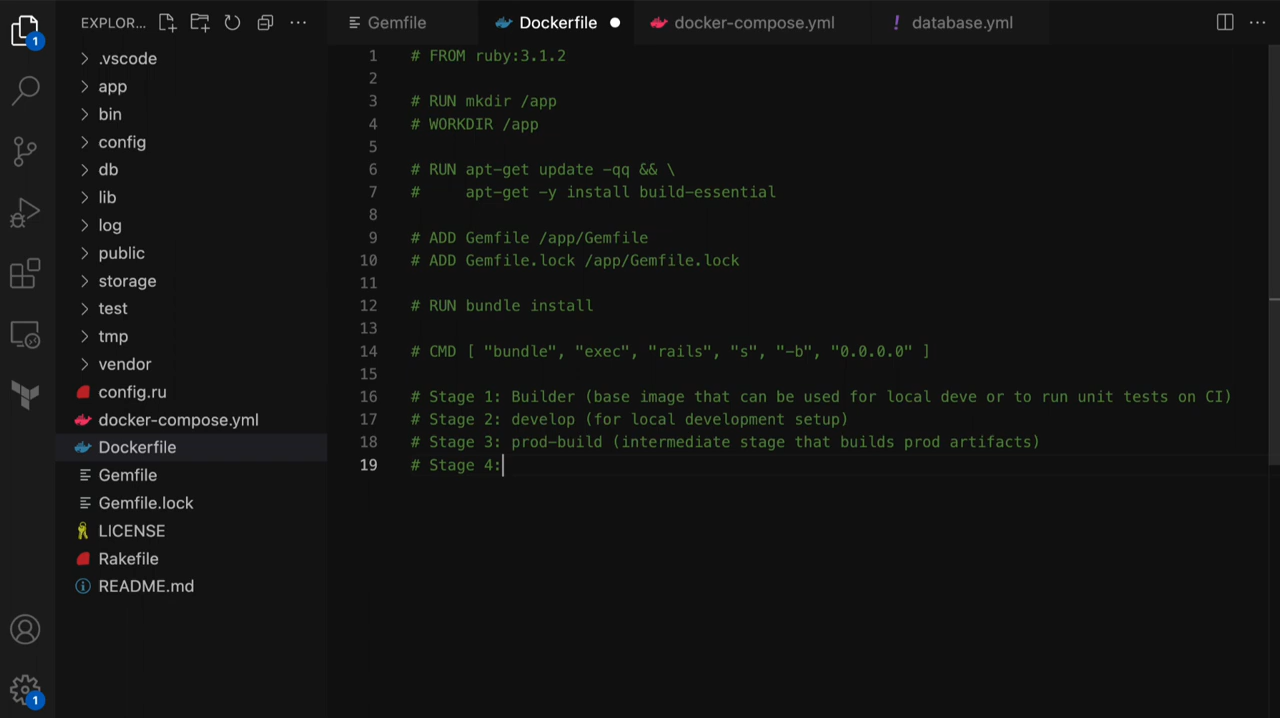 EXPLOR...
Gemfile
Dockerfile
docker-compose.yml
! database.yml
1
.vscode
app
bin
config
db
lib
log
public
storage
test
tmp
vendor
config.ru
docker-compose.yml
Dockerfile
Gemfile
Gemfile.lock
LICENSE
Rakefile
README.md
1
1 # FROM ruby:3.1.2
2
3 # RUN mkdir /app
4 # WORKDIR /app
5
6 # RUN apt-get update -qq && \
7 #     apt-get -y install build-essential
8
9 # ADD Gemfile /app/Gemfile
10 # ADD Gemfile.lock /app/Gemfile.lock
11
12 # RUN bundle install
13
14 # CMD [ "bundle", "exec", "rails", "s", "-b", "0.0.0.0" ]
15
16 # Stage 1: Builder (base image that can be used for local deve or to run unit tests on CI)
17 # Stage 2: develop (for local development setup)
18 # Stage 3: prod-build (intermediate stage that builds prod artifacts)
19 # Stage 4: